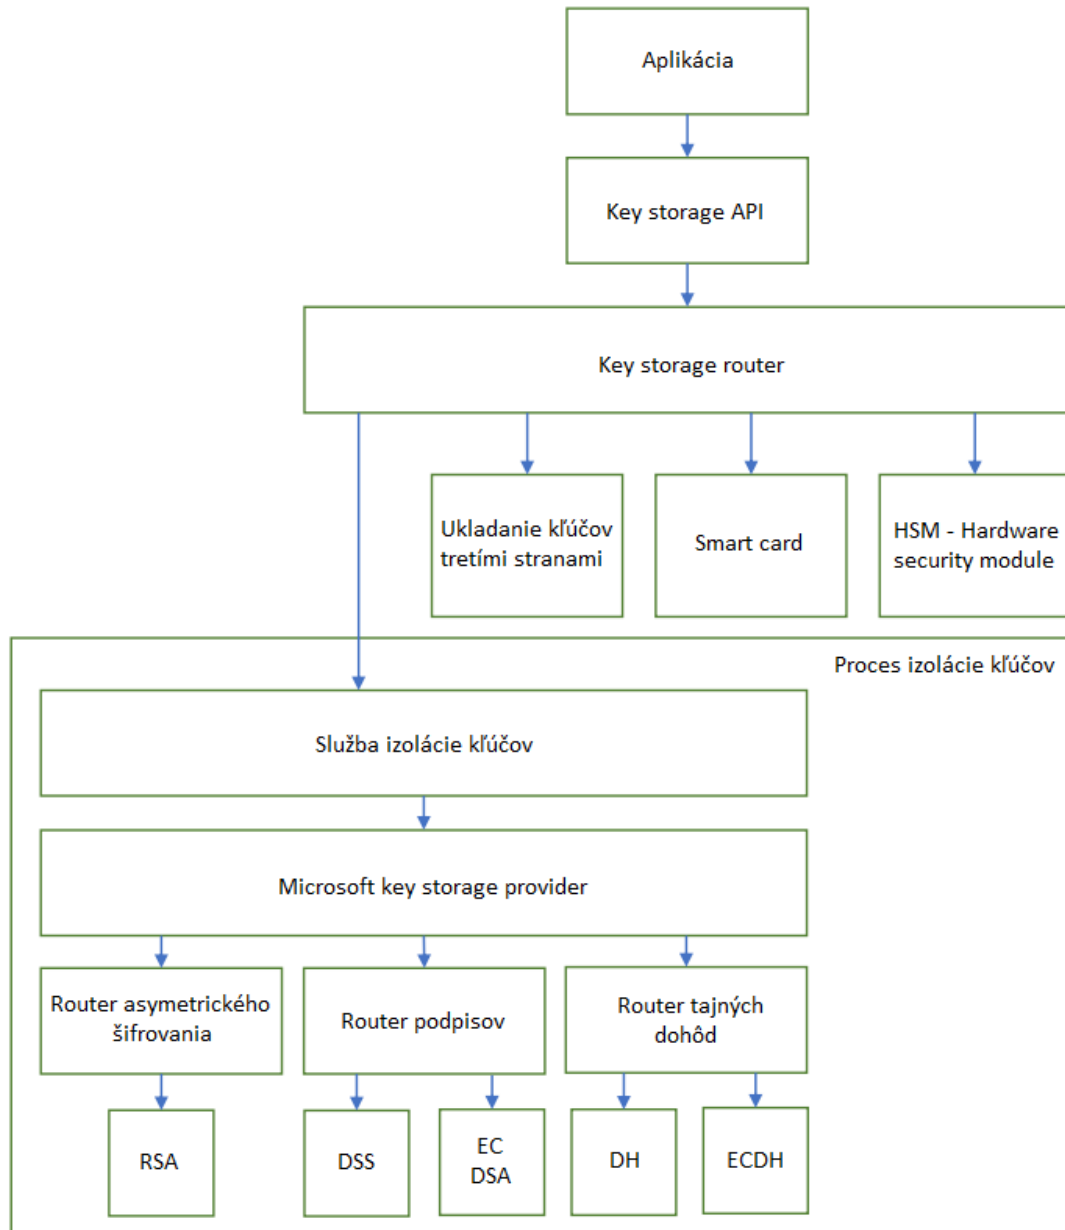 Aplikácia
Key storage API
Key storage router
Ukladanie kľúčov
tretími stranami
Smart card
HSM - Hardware
security module
Proces izolácie kľúčov
Služba izolácie kľúčov
Microsoft key storage provider
Router asymetrického
šifrovania
Router podpisov
Router tajných
dohôd
RSA
DSS
EC
DSA
DH
ECDH